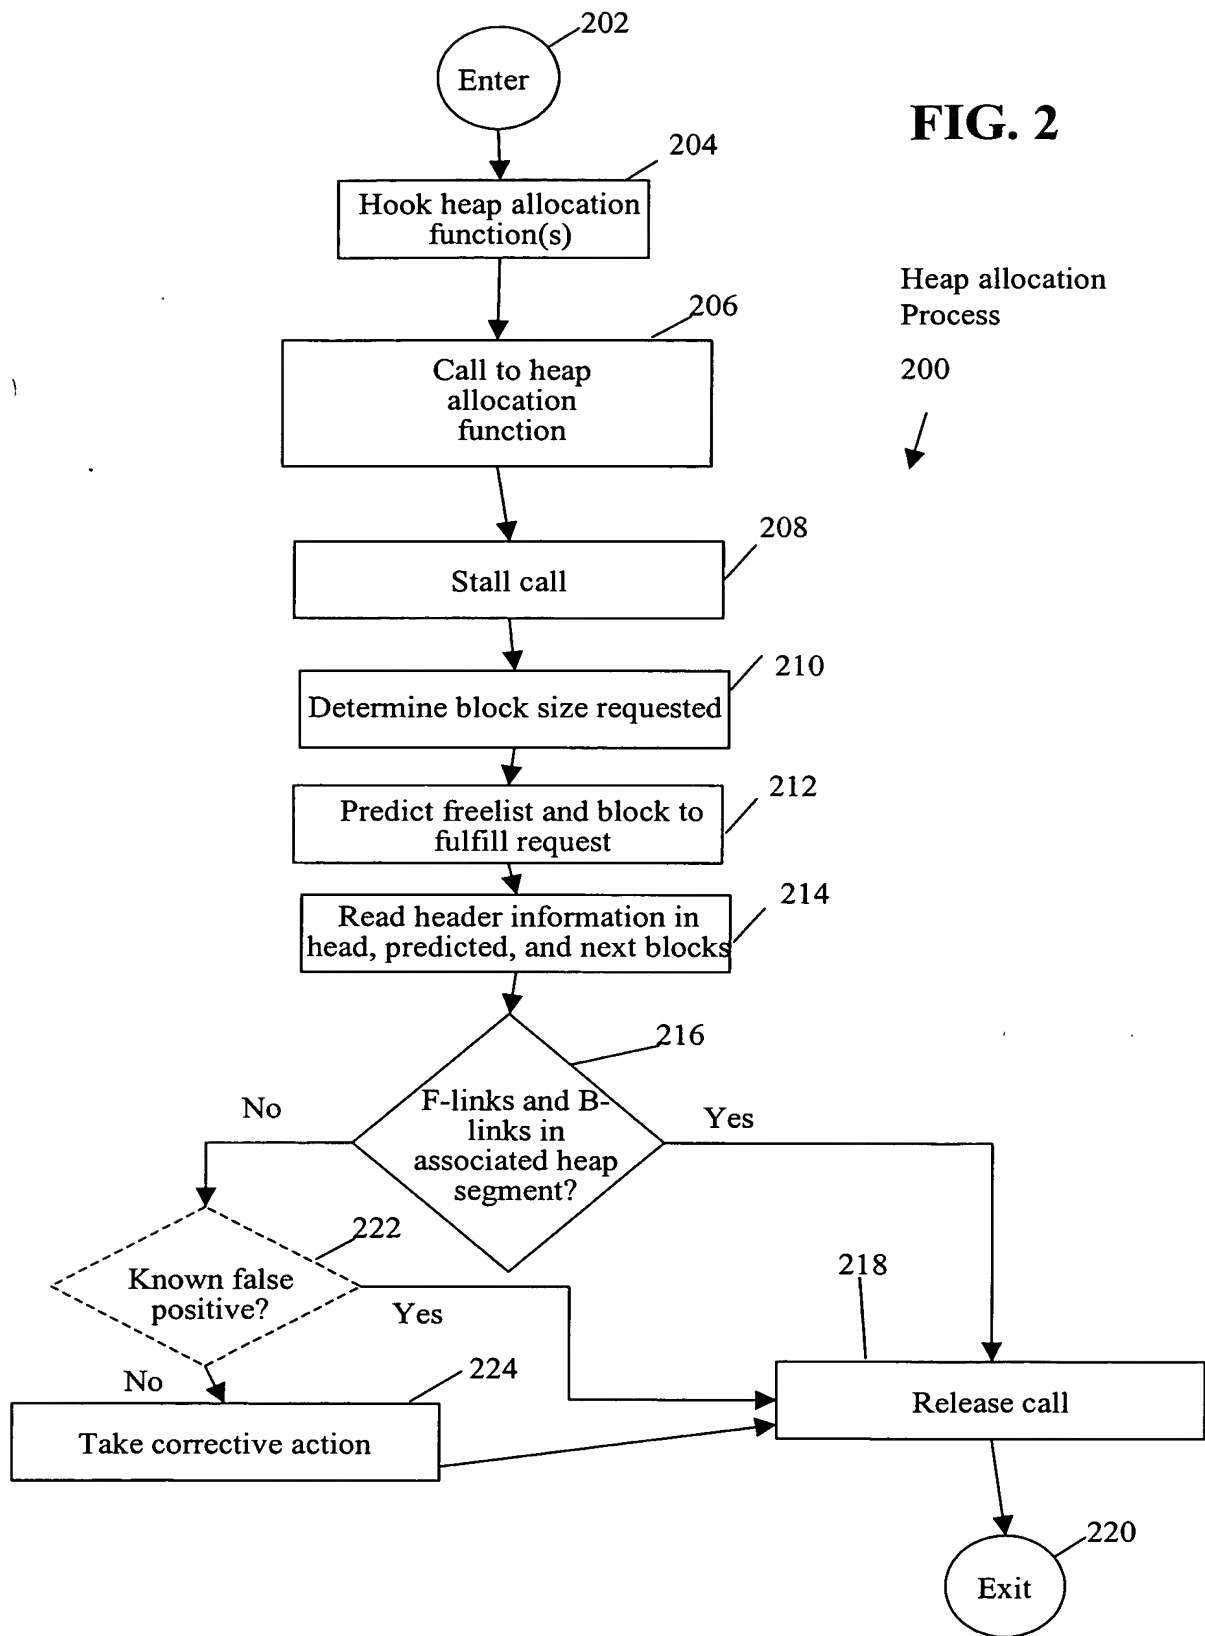 202
Enter
FIG. 2
204
Hook heap allocation
function(s)
Heap allocation
Process
200
206
Call to heap
allocation
function
208
Stall call
210
Determine block size requested
212
Predict freelist and block to
fulfill request
214
Read header information in
head, predicted, and next blocks
216
F-links and B-
links in
associated heap
segment?
No
Yes
222
Known false
positive?
Yes
No
218
Release call
224
Take corrective action
220
Exit